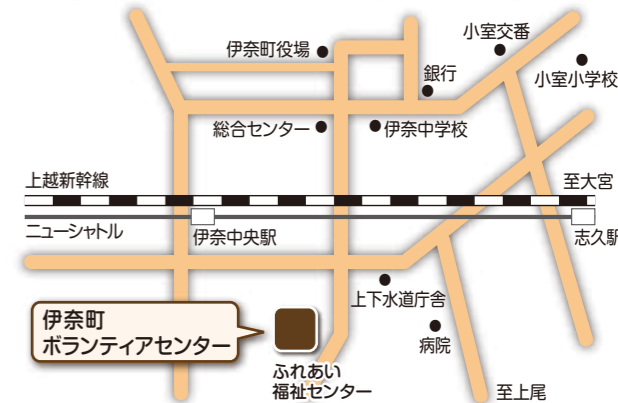 小室交番
伊奈町役場
銀行
小室小学校
総合センター
伊奈中学校
上越新幹線
至大宮
ニューシャトル
伊奈中央駅
志久駅
上下水道庁舎
伊奈町
ボランティアセンター
病院
ふれあい
福祉センター
至上尾